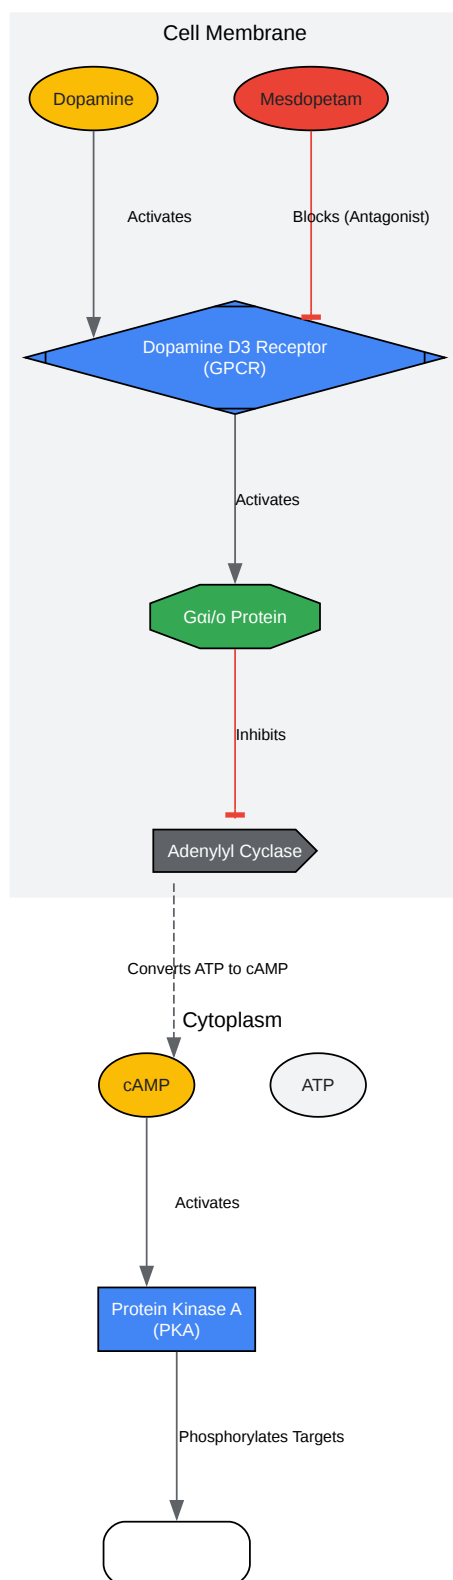 Cell Membrane
Dopamine
Mesdopetam
Activates
Blocks (Antagonist)
Dopamine D3 Receptor
(GPCR)
Activates
Gαi/o Protein
Inhibits
Adenylyl Cyclase
Converts ATP to cAMP
Cytoplasm
cAMP
ATP
Activates
Protein Kinase A
(PKA)
Phosphorylates Targets